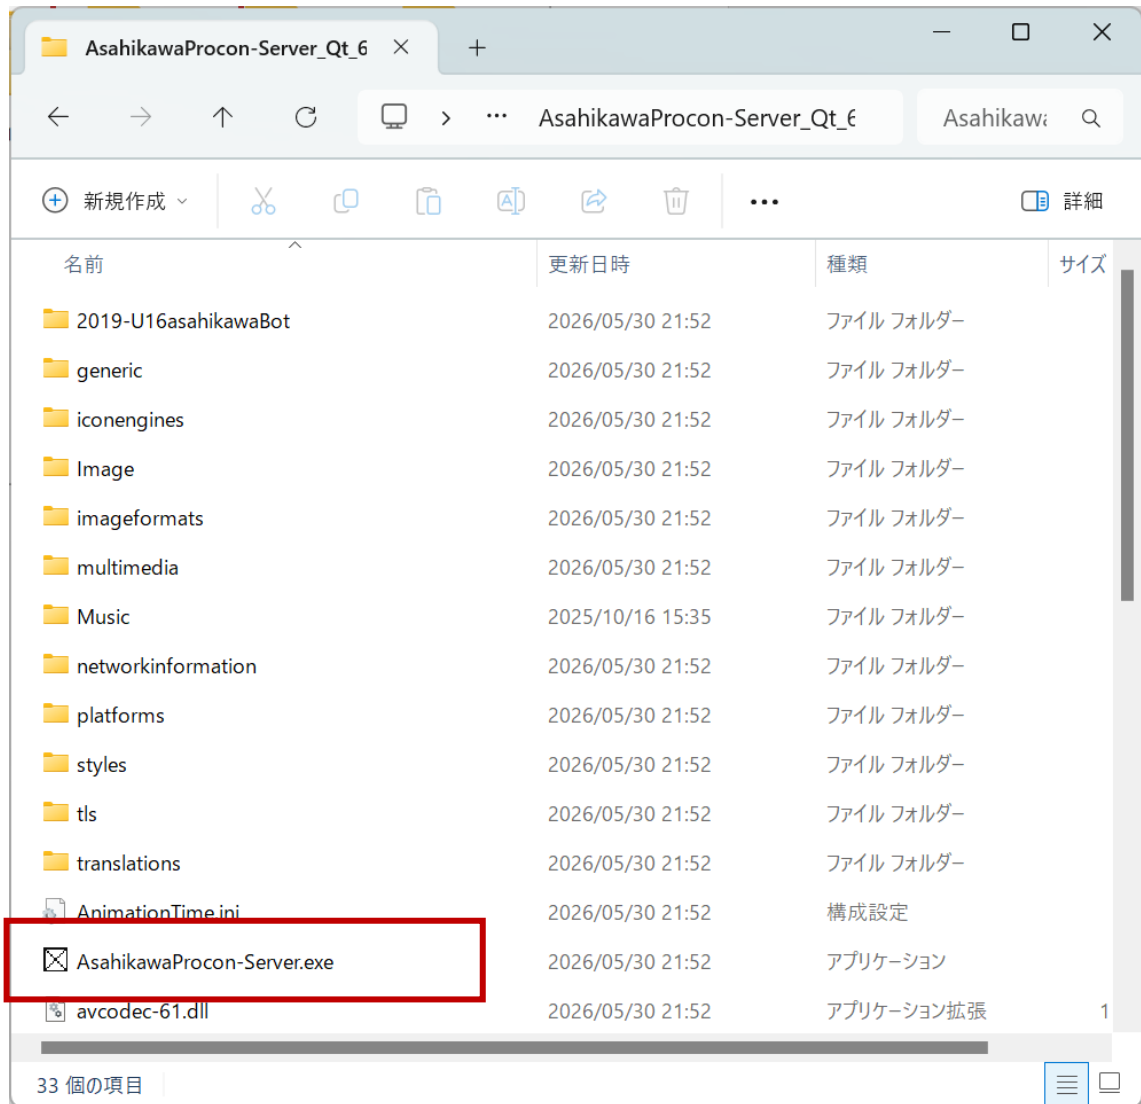 AsahikawaProcon-Server_Qt_6
AsahikawaProcon-Server_Qt_6
Asahikawa
新規作成
詳細
名前 更新日時 種類 サイズ
2019-U16asahikawaBot 2026/05/30 21:52 ファイル フォルダー
generic 2026/05/30 21:52 ファイル フォルダー
iconengines 2026/05/30 21:52 ファイル フォルダー
Image 2026/05/30 21:52 ファイル フォルダー
imageformats 2026/05/30 21:52 ファイル フォルダー
multimedia 2026/05/30 21:52 ファイル フォルダー
Music 2025/10/16 15:35 ファイル フォルダー
networkinformation 2026/05/30 21:52 ファイル フォルダー
platforms 2026/05/30 21:52 ファイル フォルダー
styles 2026/05/30 21:52 ファイル フォルダー
tls 2026/05/30 21:52 ファイル フォルダー
translations 2026/05/30 21:52 ファイル フォルダー
AnimationTime.ini 2026/05/30 21:52 構成設定
AsahikawaProcon-Server.exe 2026/05/30 21:52 アプリケーション
avcodec-61.dll 2026/05/30 21:52 アプリケーション拡張 1
33 個の項目